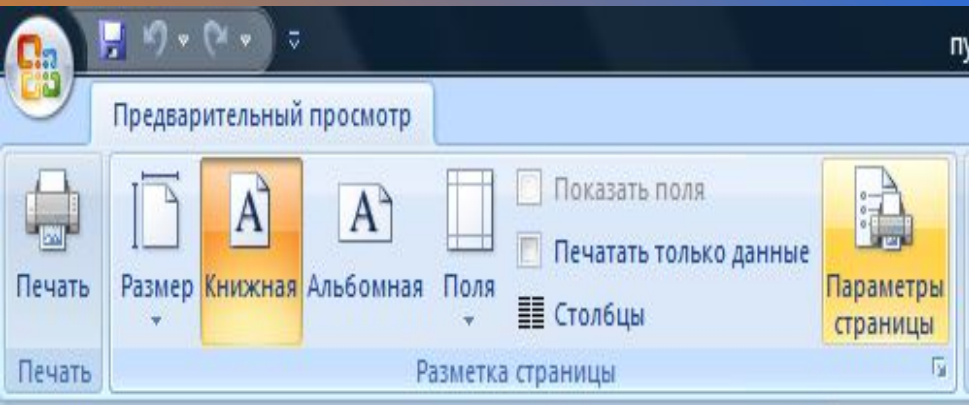 пу
Предварительный просмотр
Печать
Размер
Книжная
Альбомная
Поля
Показать поля
Печатать только данные
Столбцы
Параметры
страницы
Печать
Разметка страницы